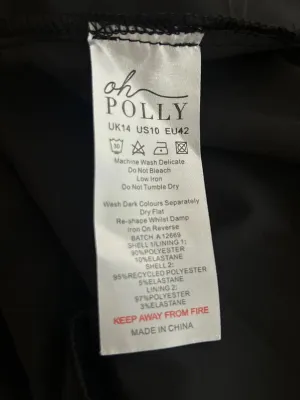 oh
POLLY
UK14 US10 EU42
30
Machine Wash Delicate
Do Not Bleach
Low Iron
Do Not Tumble Dry
Wash Dark Colours Separately
Dry Flat
Re-shape Whilst Damp
Iron On Reverse
BATCH A 12669
SHELL 1(LINING 1):
90%POLYESTER
10%ELASTANE
SHELL 2:
95%RECYCLED POLYESTER
5%ELASTANE
LINING 2:
97%POLYESTER
3%ELASTANE
KEEP AWAY FROM FIRE
MADE IN CHINA